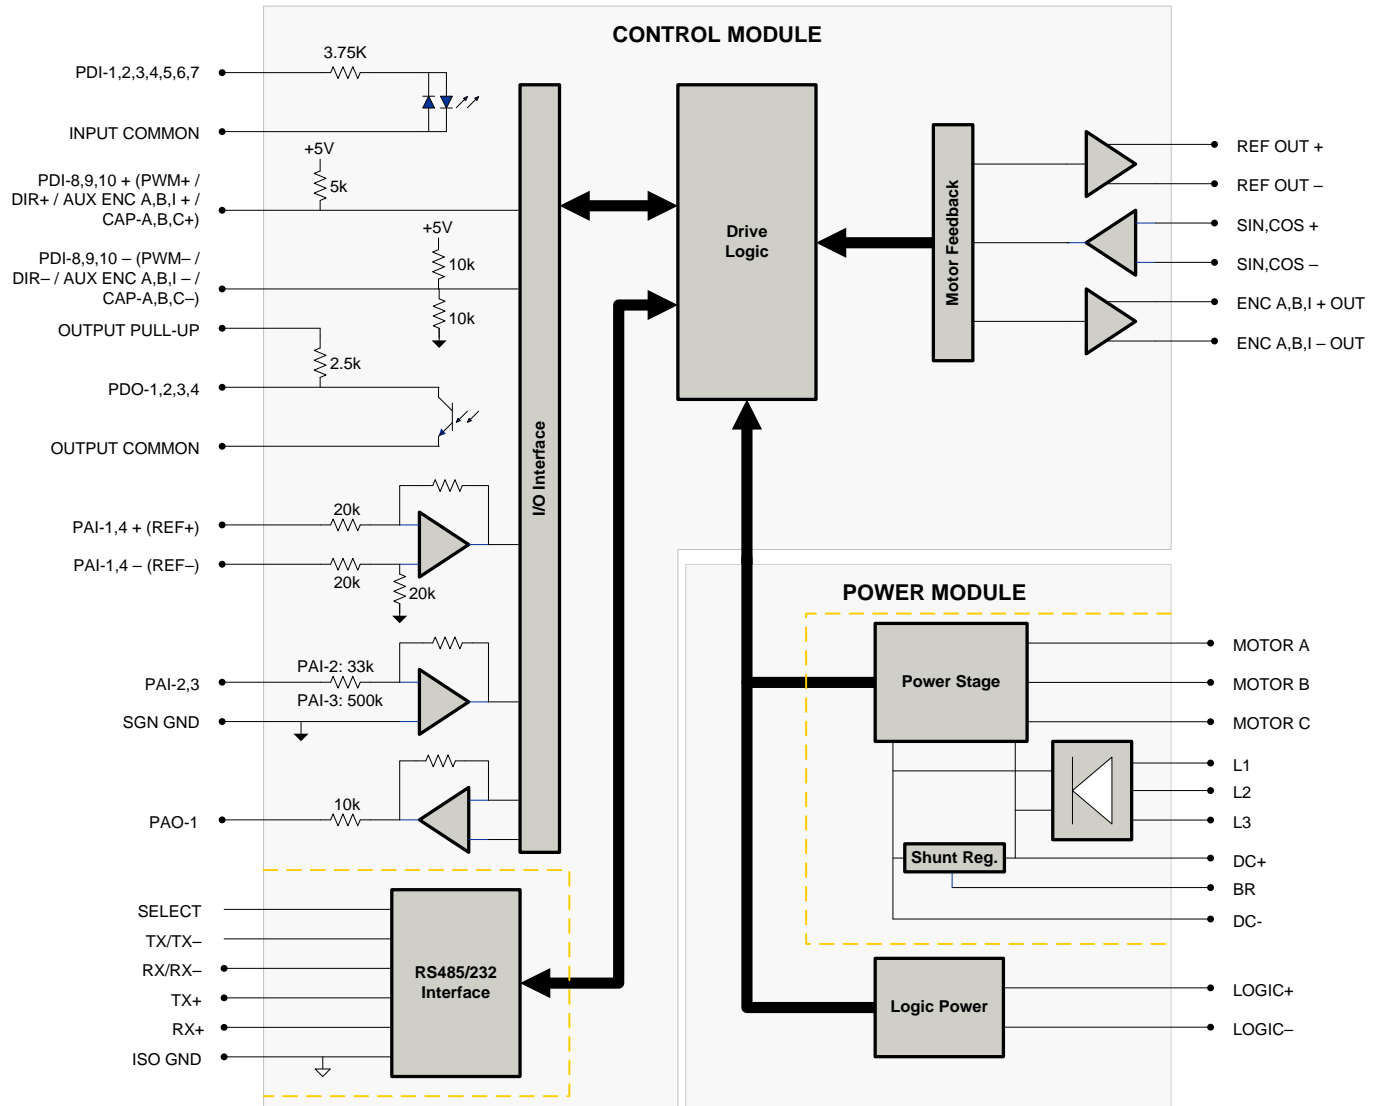 CONTROL MODULE
PDI-1,2,3,4,5,6,7
3.75K
INPUT COMMON
+5V
5k
PDI-8,9,10 + (PWM+ /
DIR+ / AUX ENC A,B,I + /
CAP-A,B,C+)
+5V
10k
PDI-8,9,10 – (PWM– /
DIR– / AUX ENC A,B,I – /
CAP-A,B,C–)
10k
OUTPUT PULL-UP
2.5k
PDO-1,2,3,4
OUTPUT COMMON
20k
PAI-1,4 + (REF+)
PAI-1,4 – (REF–)
20k
20k
PAI-2: 33k
PAI-2,3
PAI-3: 500k
SGN GND
10k
PAO-1
I/O Interface
SELECT
TX/TX–
RX/RX–
TX+
RX+
ISO GND
RS485/232
Interface
Drive
Logic
Motor Feedback
REF OUT +
REF OUT –
SIN,COS +
SIN,COS –
ENC A,B,I + OUT
ENC A,B,I – OUT
POWER MODULE
Power Stage
MOTOR A
MOTOR B
MOTOR C
L1
L2
L3
Shunt Reg.
DC+
BR
DC-
Logic Power
LOGIC+
LOGIC–